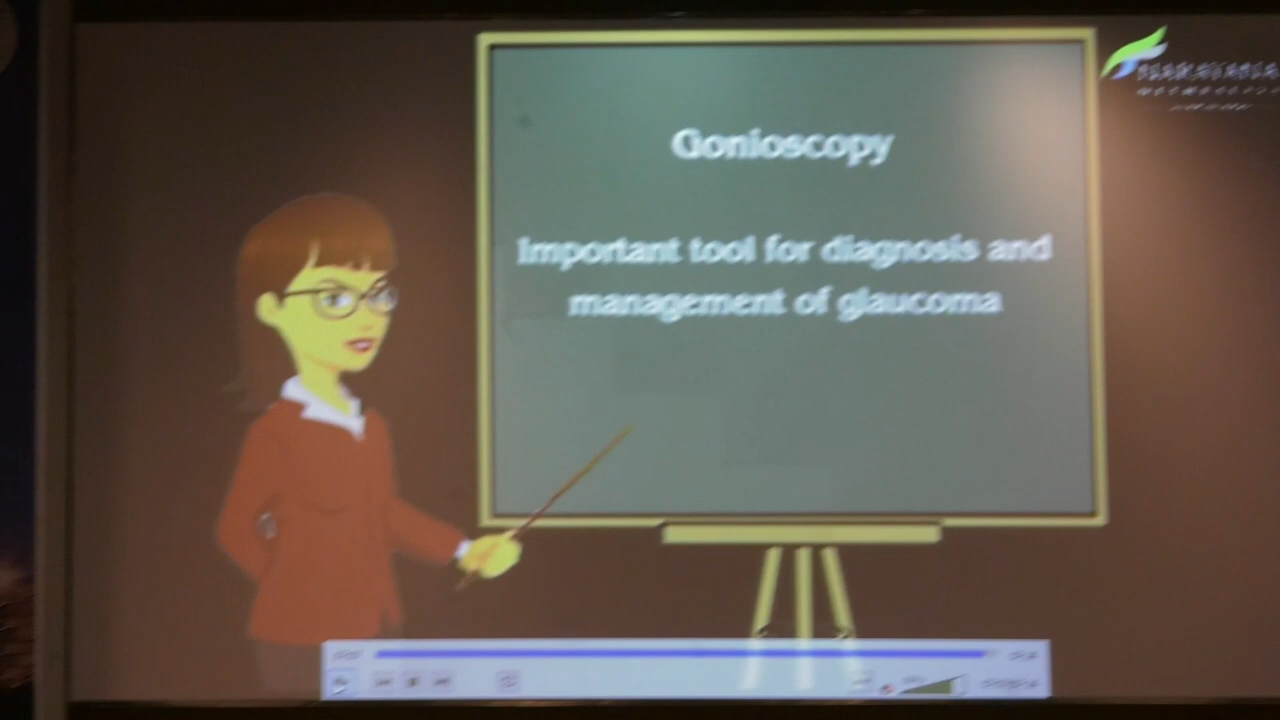 Gonioscopy
Important tool for diagnosis and
management of glaucoma